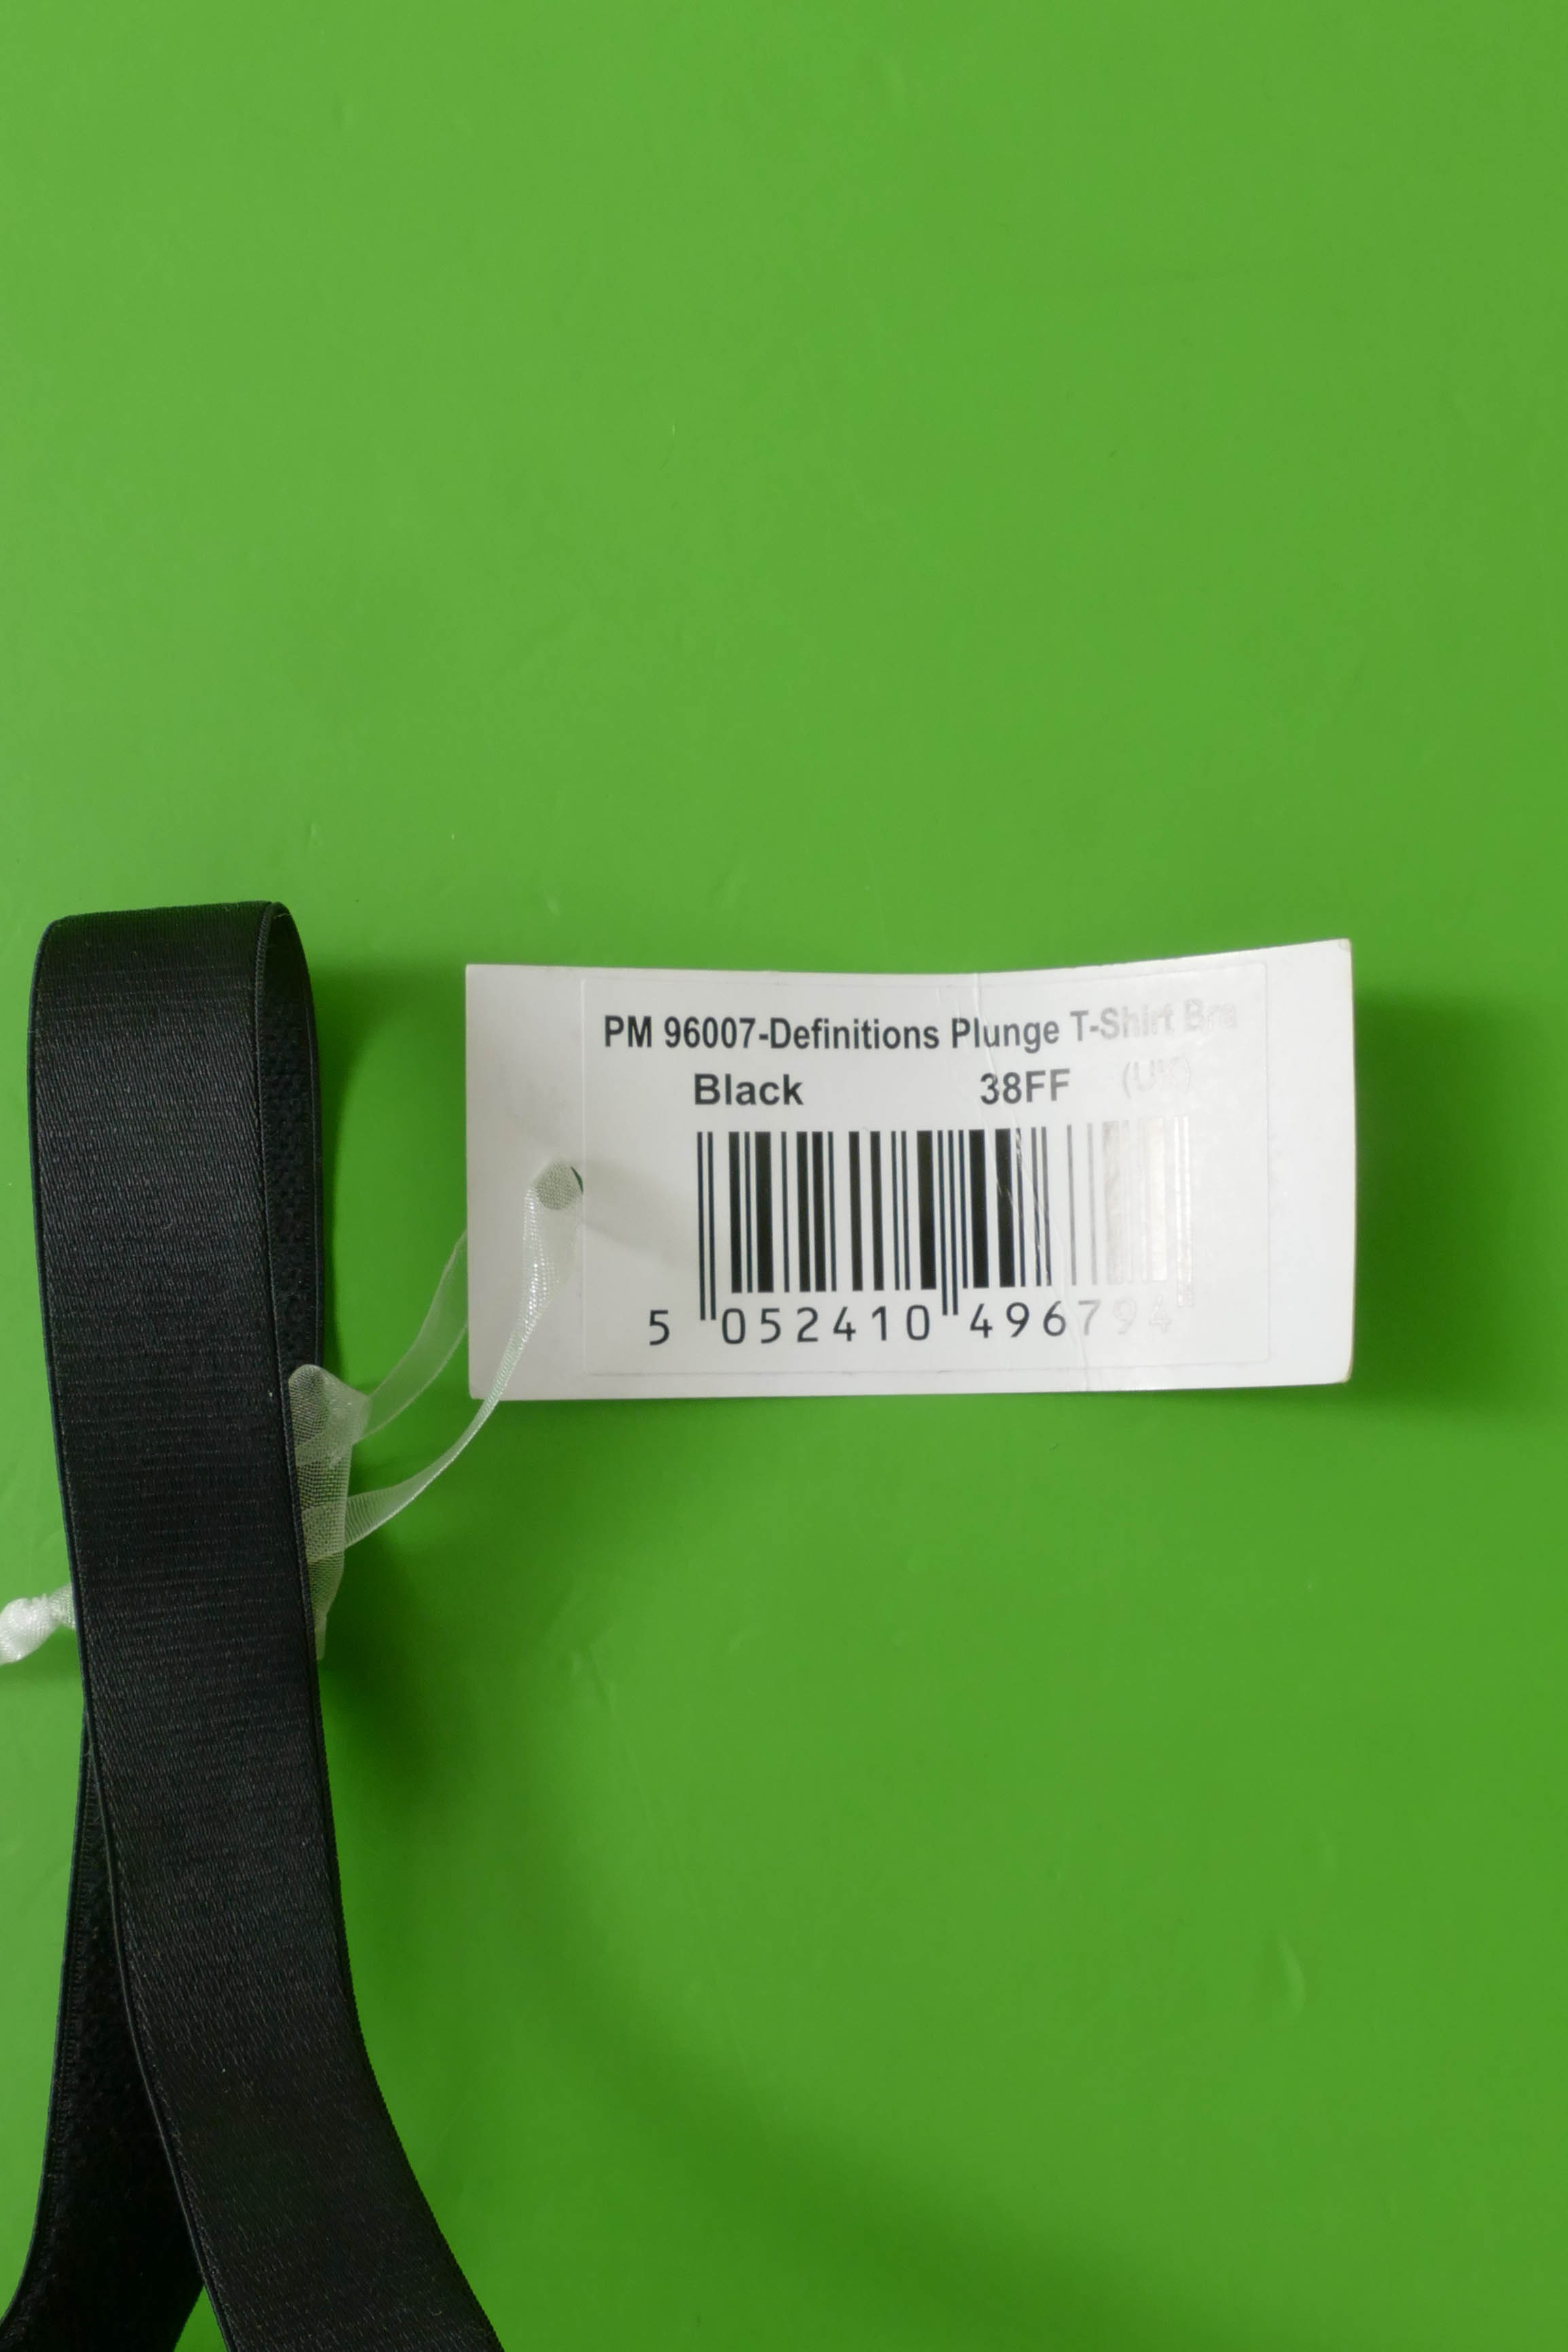 PM 96007-Definitions Plunge T-Shirt Bra
Black 38FF (UK)
5 052410 496794